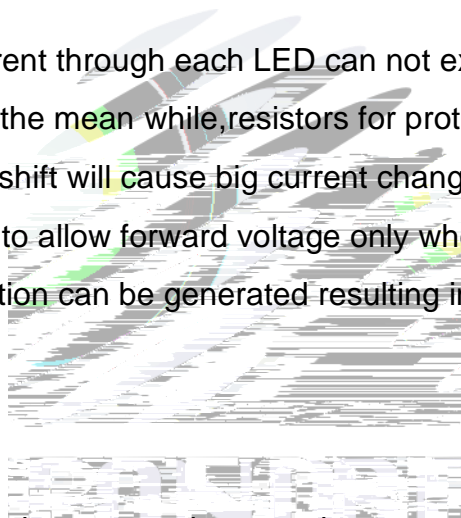 rent through each LED can not ex
the mean while,resistors for prot
shift will cause big current chang
to allow forward voltage only wh
tion can be generated resulting i